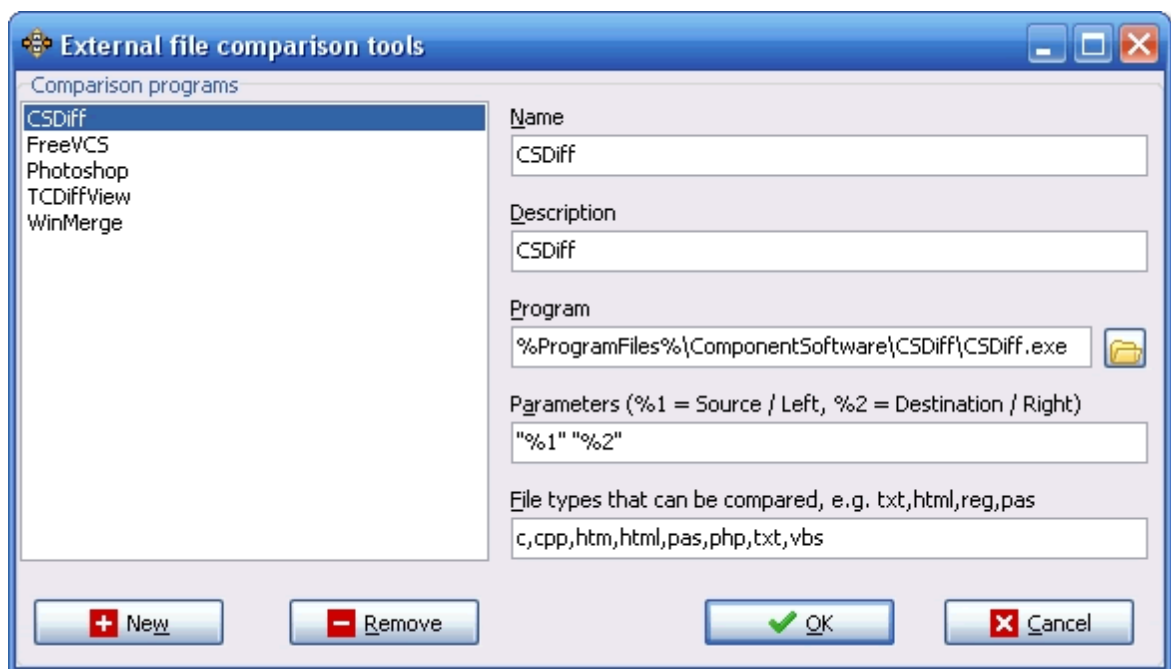 External file comparison tools
Comparison programs
CSDiff
FreeVCS
Photoshop
TCDiffView
WinMerge
Name
CSDiff
Description
CSDiff
Program
%ProgramFiles%\ComponentSoftware\CSDiff\CSDiff.exe
Parameters (%1 = Source / Left, %2 = Destination / Right)
"%1" "%2"
File types that can be compared, e.g. txt,html,reg,pas
c,cpp,htm,html,pas,php,txt,vbs
New
Remove
OK
Cancel